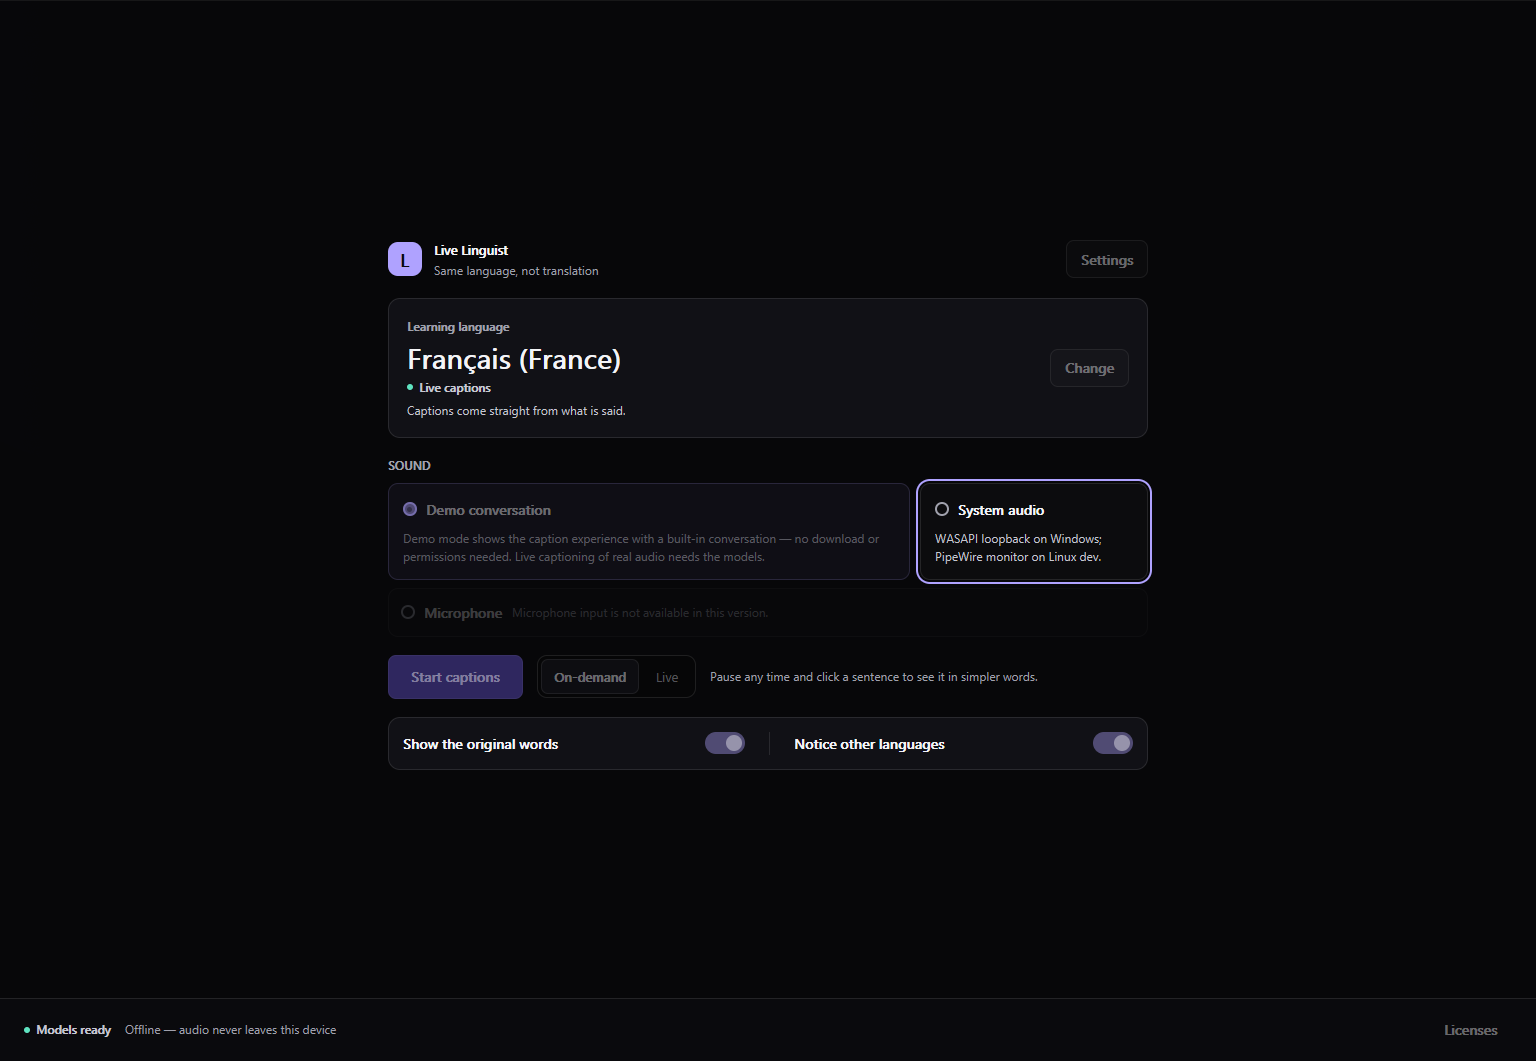 L
Live Linguist
Same language, not translation
Settings
Learning language
Français (France)
Live captions
Captions come straight from what is said.
Change
SOUND
Demo conversation
Demo mode shows the caption experience with a built-in conversation — no download or
permissions needed. Live captioning of real audio needs the models.
System audio
WASAPI loopback on Windows;
PipeWire monitor on Linux dev.
Microphone Microphone input is not available in this version.
Start captions
On-demand Live
Pause any time and click a sentence to see it in simpler words.
Show the original words
Notice other languages
Models ready Offline — audio never leaves this device
Licenses